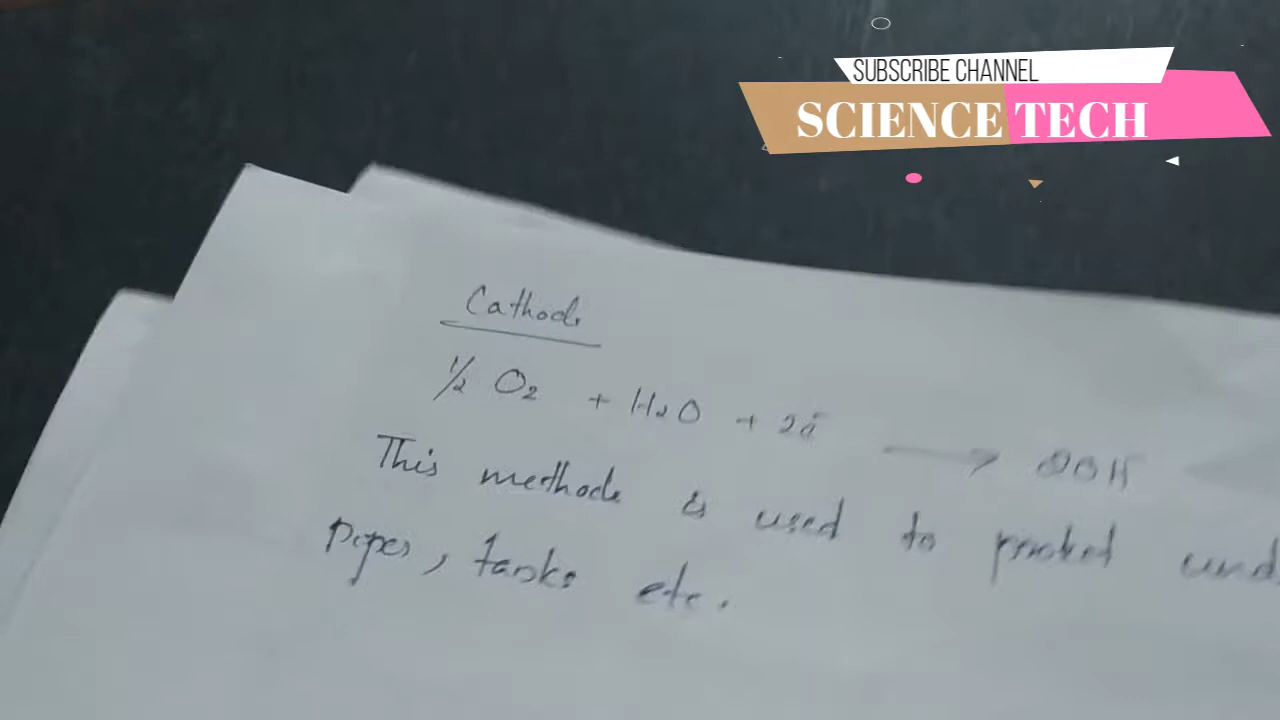 SUBSCRIBE CHANNEL
SCIENCE TECH
Cathode
1/2 O2 + H2O + 2e⁻ → 2OH
This methode is used to protect und
pipes, tanks etc.